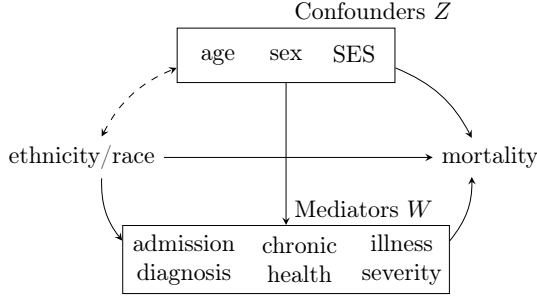 Confounders Z
age sex SES
ethnicity/race
mortality
Mediators W
admission diagnosis
chronic health
illness severity